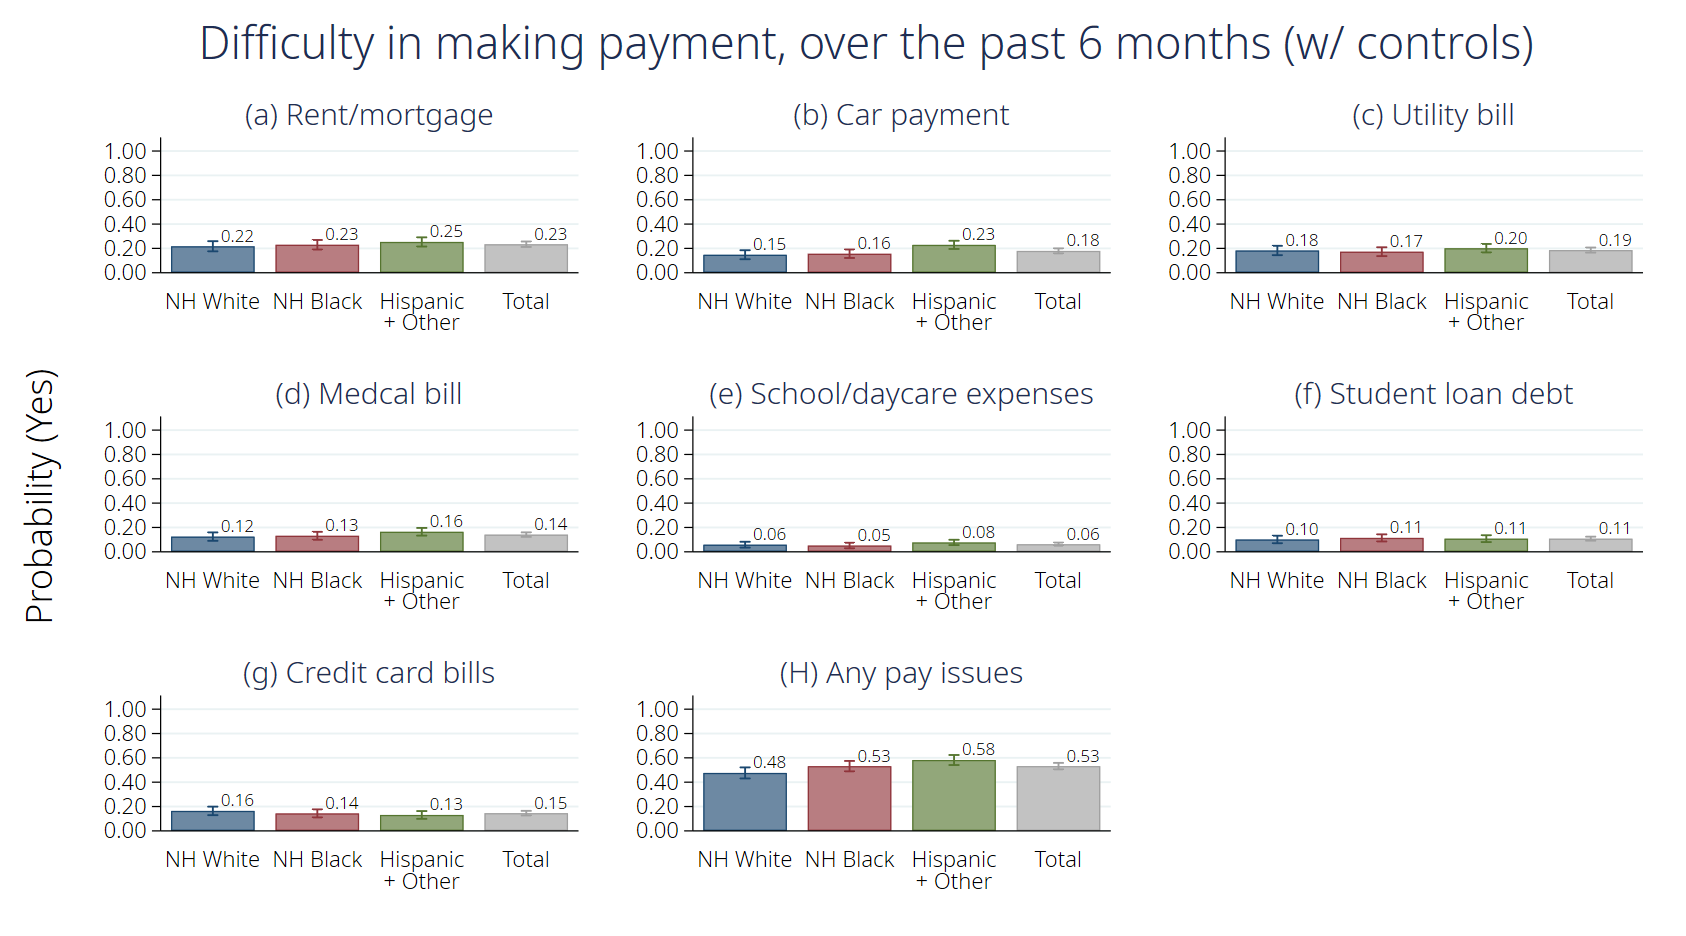 Difficulty in making payment, over the past 6 months (w/ controls)
Probability (Yes)
(a) Rent/mortgage
1.00
0.80
0.60
0.40
0.20
0.00
0.22
0.23
0.25
0.23
NH White
NH Black
Hispanic
+ Other
Total
(b) Car payment
1.00
0.80
0.60
0.40
0.20
0.00
0.15
0.16
0.23
0.18
NH White
NH Black
Hispanic
+ Other
Total
(c) Utility bill
1.00
0.80
0.60
0.40
0.20
0.00
0.18
0.17
0.20
0.19
NH White
NH Black
Hispanic
+ Other
Total
(d) Medcal bill
1.00
0.80
0.60
0.40
0.20
0.00
0.12
0.13
0.16
0.14
NH White
NH Black
Hispanic
+ Other
Total
(e) School/daycare expenses
1.00
0.80
0.60
0.40
0.20
0.00
0.06
0.05
0.08
0.06
NH White
NH Black
Hispanic
+ Other
Total
(f) Student loan debt
1.00
0.80
0.60
0.40
0.20
0.00
0.10
0.11
0.11
0.11
NH White
NH Black
Hispanic
+ Other
Total
(g) Credit card bills
1.00
0.80
0.60
0.40
0.20
0.00
0.16
0.14
0.13
0.15
NH White
NH Black
Hispanic
+ Other
Total
(H) Any pay issues
1.00
0.80
0.60
0.40
0.20
0.00
0.48
0.53
0.58
0.53
NH White
NH Black
Hispanic
+ Other
Total